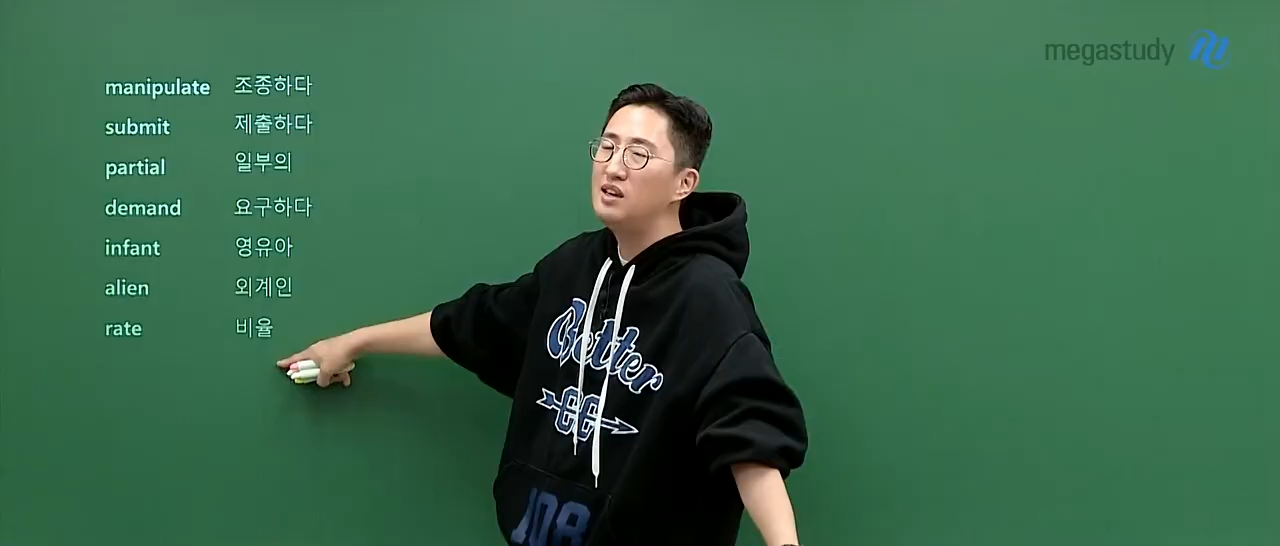 megastudy
manipulate 조종하다
submit 제출하다
partial 일부의
demand 요구하다
infant 영유아
alien 외계인
rate 비율
Better
108